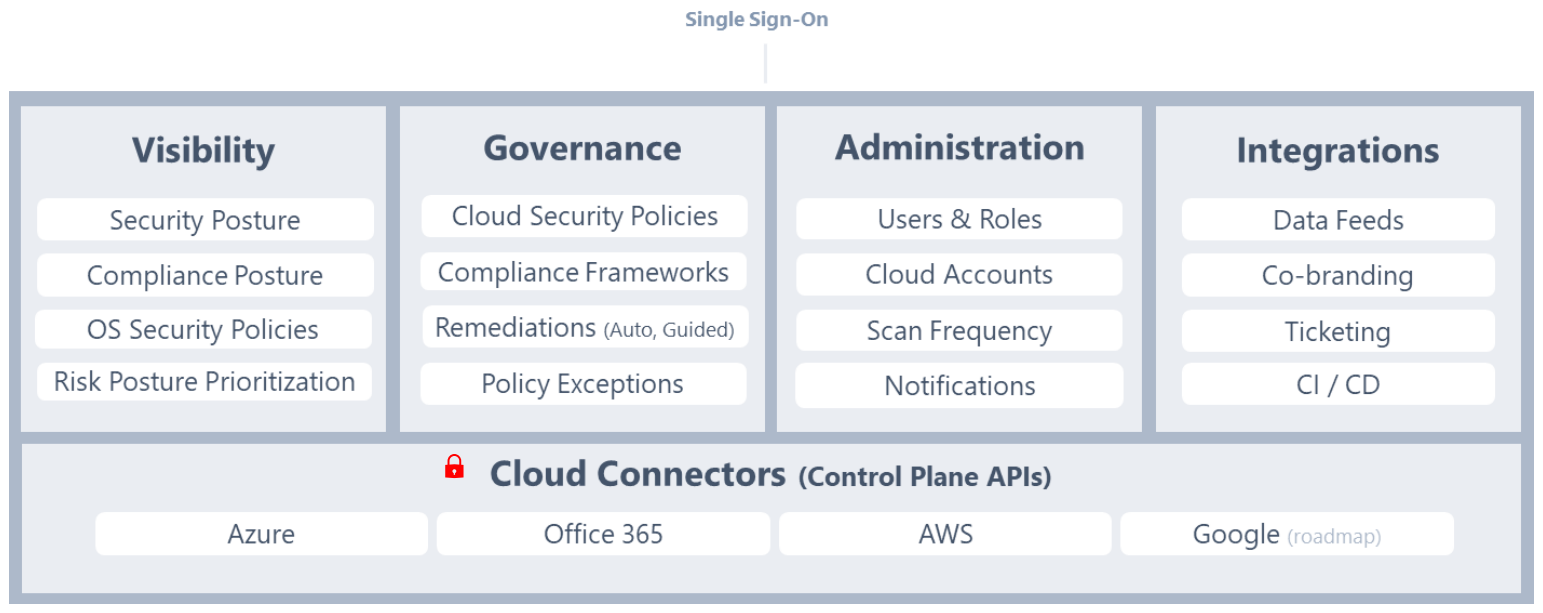 Single Sign-On
Visibility
Security Posture
Compliance Posture
OS Security Policies
Risk Posture Prioritization
Governance
Cloud Security Policies
Compliance Frameworks
Remediations (Auto, Guided)
Policy Exceptions
Administration
Users & Roles
Cloud Accounts
Scan Frequency
Notifications
Integrations
Data Feeds
Co-branding
Ticketing
CI / CD
Cloud Connectors (Control Plane APIs)
Azure
Office 365
AWS
Google (roadmap)